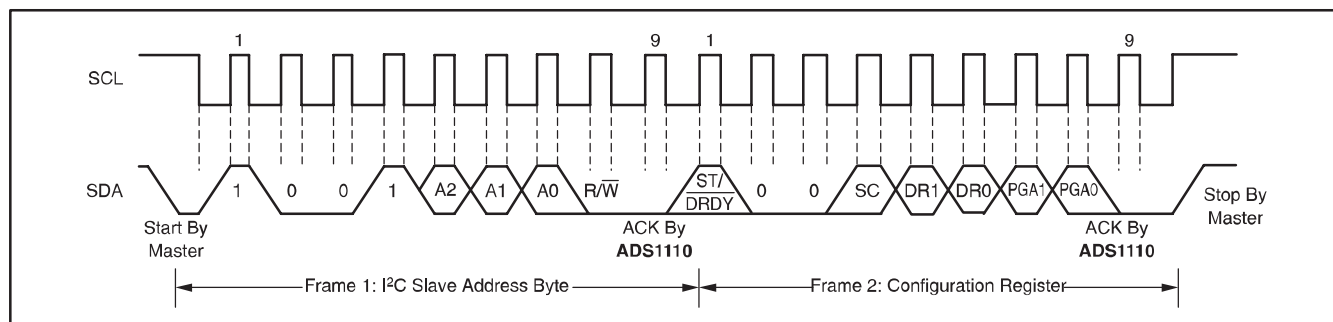 1 9 1 9
SCL
SDA 1 0 0 1 A2 A1 A0 R/W̅ ST/ 0 0 SC DR1 DR0 PGA1 PGA0 Stop By
D̅R̅D̅Y̅ Master
Start By ACK By ACK By
Master ADS1110 ADS1110
Frame 1: I²C Slave Address Byte Frame 2: Configuration Register